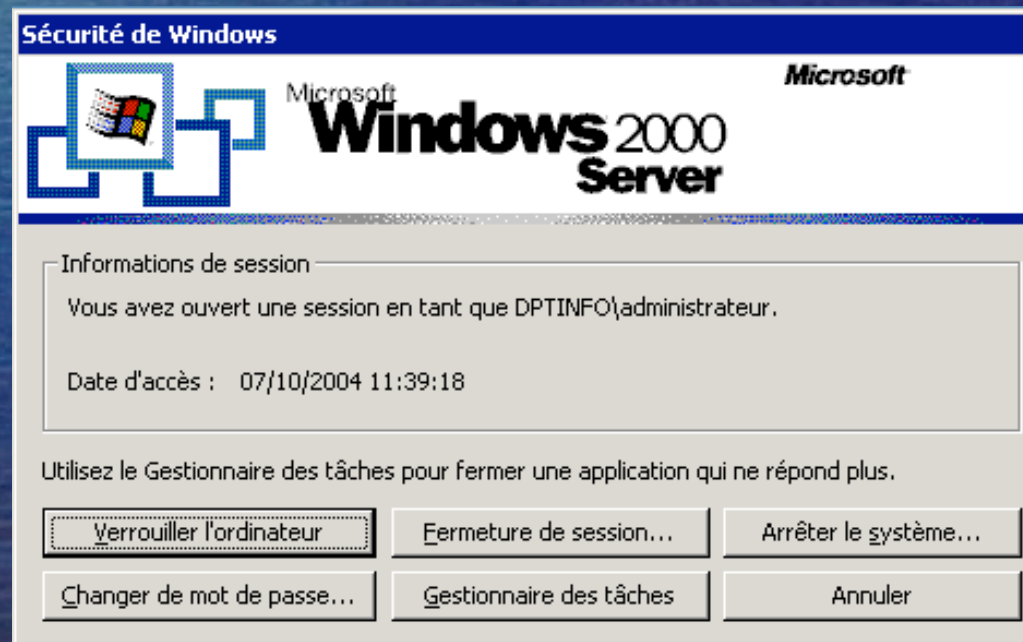 Sécurité de Windows
Microsoft
Microsoft
Windows 2000
Server
Informations de session
Vous avez ouvert une session en tant que DPTINFO\administrateur.
Date d'accès : 07/10/2004 11:39:18
Utilisez le Gestionnaire des tâches pour fermer une application qui ne répond plus.
Verrouiller l'ordinateur
Fermeture de session...
Arrêter le système...
Changer de mot de passe...
Gestionnaire des tâches
Annuler